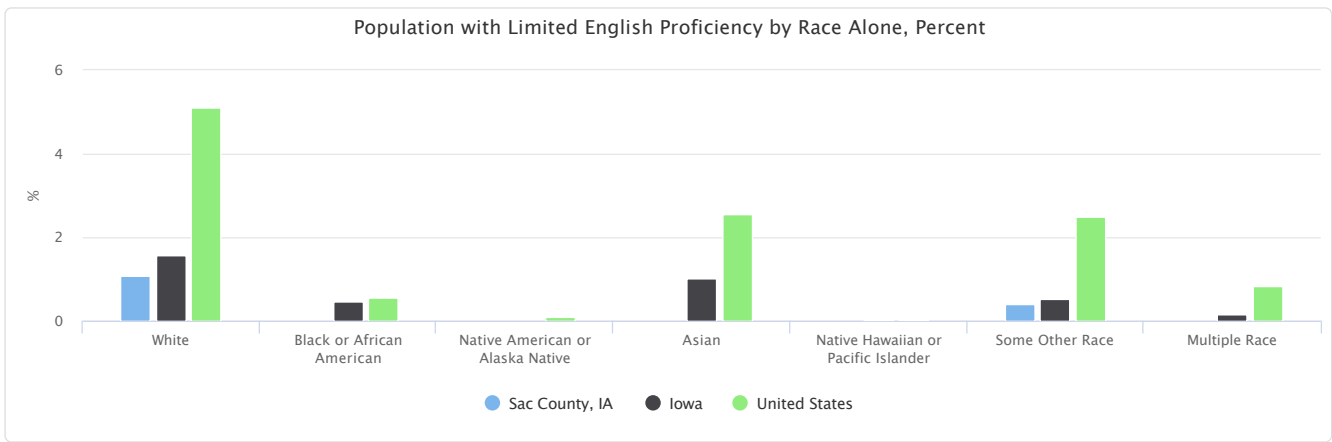 Population with Limited English Proficiency by Race Alone, Percent
6
4
2
0
%
White
Black or African
American
Native American or
Alaska Native
Asian
Native Hawaiian or
Pacific Islander
Some Other Race
Multiple Race
Sac County, IA
Iowa
United States